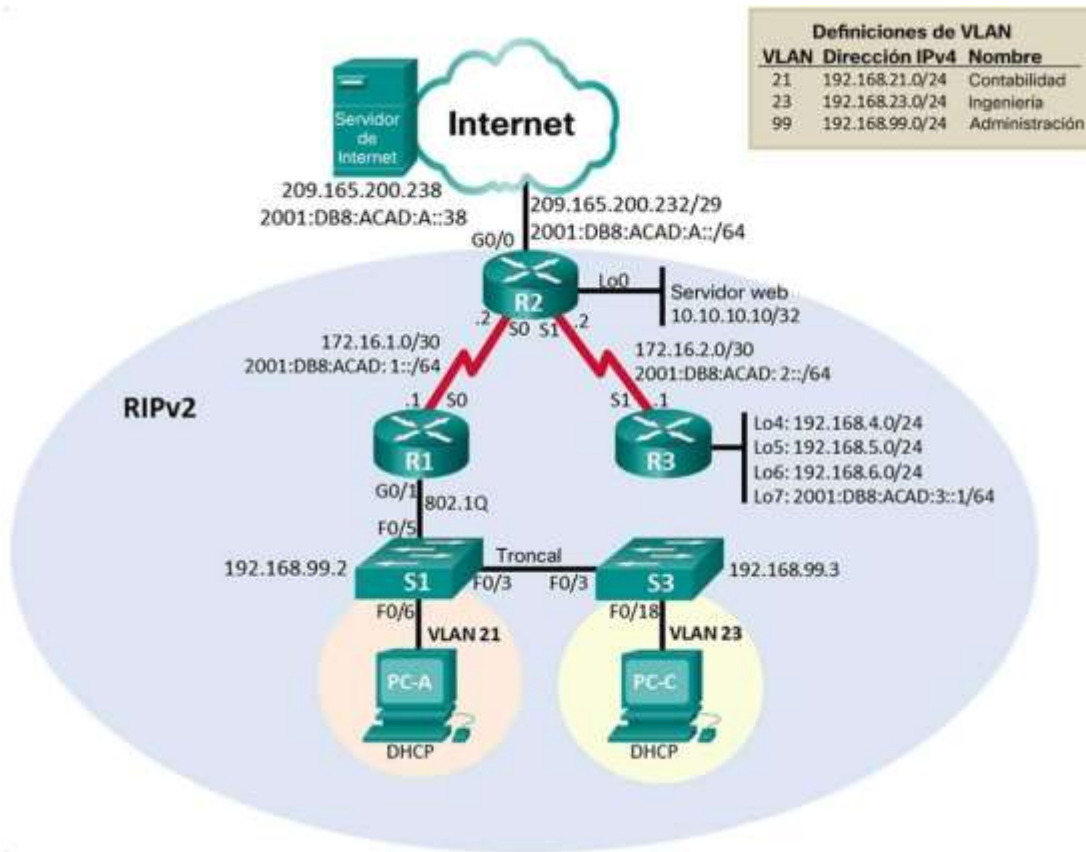 Definiciones de VLAN
VLAN Dirección IPv4 Nombre
21 192.168.21.0/24 Contabilidad
23 192.168.23.0/24 Ingeniería
99 192.168.99.0/24 Administración
Servidor
de
Internet
Internet
209.165.200.238
2001:DB8:ACAD:A::38
209.165.200.232/29
2001:DB8:ACAD:A::/64
G0/0
R2
Lo0
Servidor web
10.10.10.10/32
.2
S0
S1
.2
172.16.1.0/30
2001:DB8:ACAD: 1::/64
172.16.2.0/30
2001:DB8:ACAD: 2::/64
RIPv2
.1
S0
S1
.1
R1
R3
Lo4: 192.168.4.0/24
Lo5: 192.168.5.0/24
Lo6: 192.168.6.0/24
Lo7: 2001:DB8:ACAD:3::1/64
G0/1
802.1Q
F0/5
Troncal
192.168.99.2
S1
F0/3
F0/3
S3
192.168.99.3
F0/6
F0/18
VLAN 21
VLAN 23
PC-A
PC-C
DHCP
DHCP